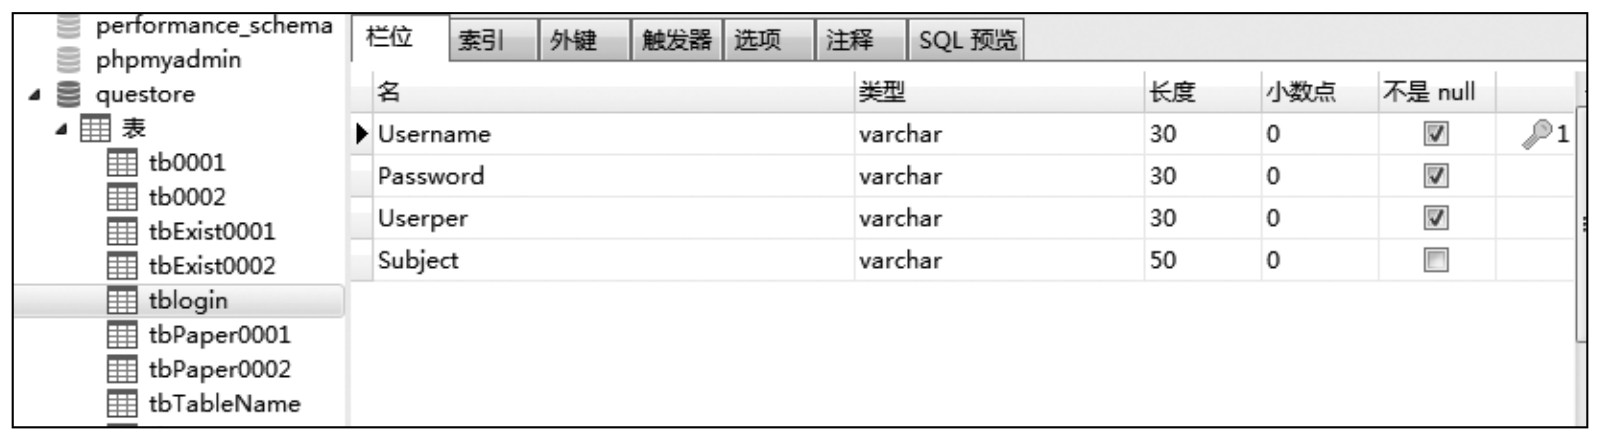 performance_schema
phpmyadmin
questore
表
tb0001
tb0002
tbExist0001
tbExist0002
tblogin
tbPaper0001
tbPaper0002
tbTableName
栏位 索引 外键 触发器 选项 注释 SQL 预览
名 类型 长度 小数点 不是 null
Username varchar 30 0 1
Password varchar 30 0
Userper varchar 30 0
Subject varchar 50 0